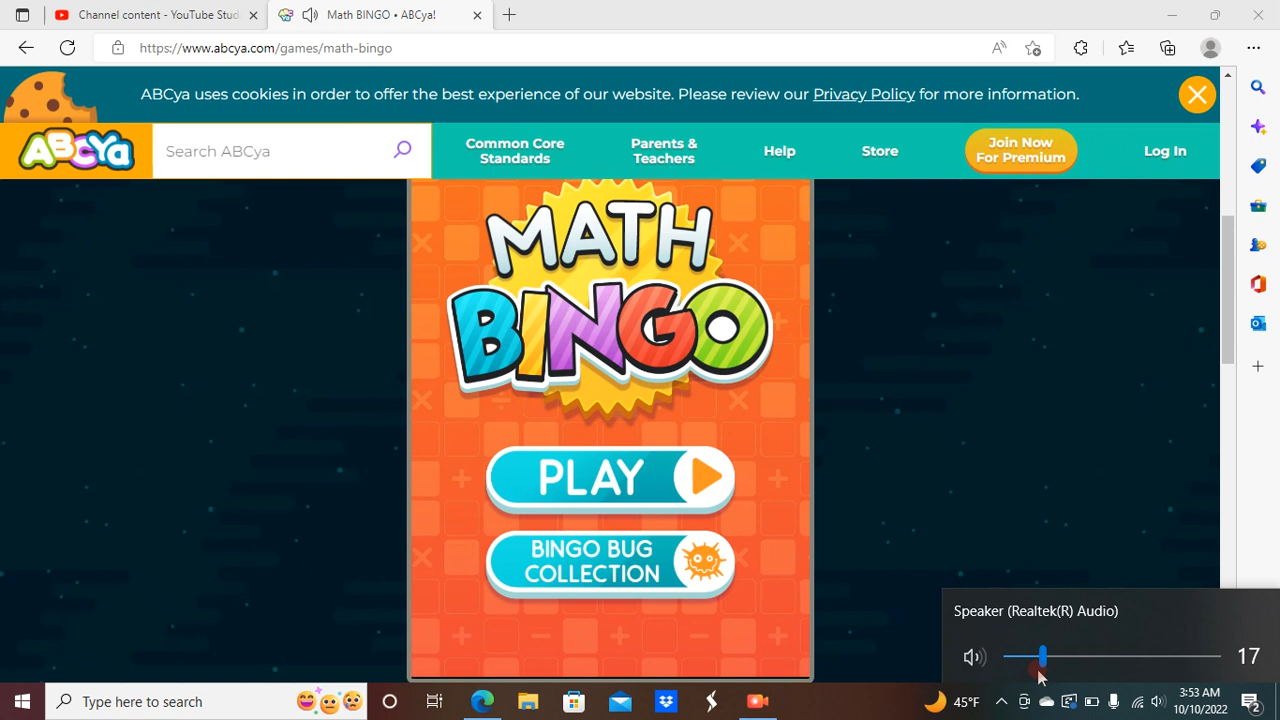 Channel content - YouTube Stud
Math BINGO • ABCya!
https://www.abcya.com/games/math-bingo
ABCya uses cookies in order to offer the best experience of our website. Please review our Privacy Policy for more information.
ABCYa
Search ABCya
Common Core
Standards
Parents &
Teachers
Help
Store
Join Now
For Premium
Log In
MATH
BINGO
PLAY
BINGO BUG
COLLECTION
Speaker (Realtek(R) Audio)
17
Type here to search
45°F
3:53 AM
10/10/2022
2